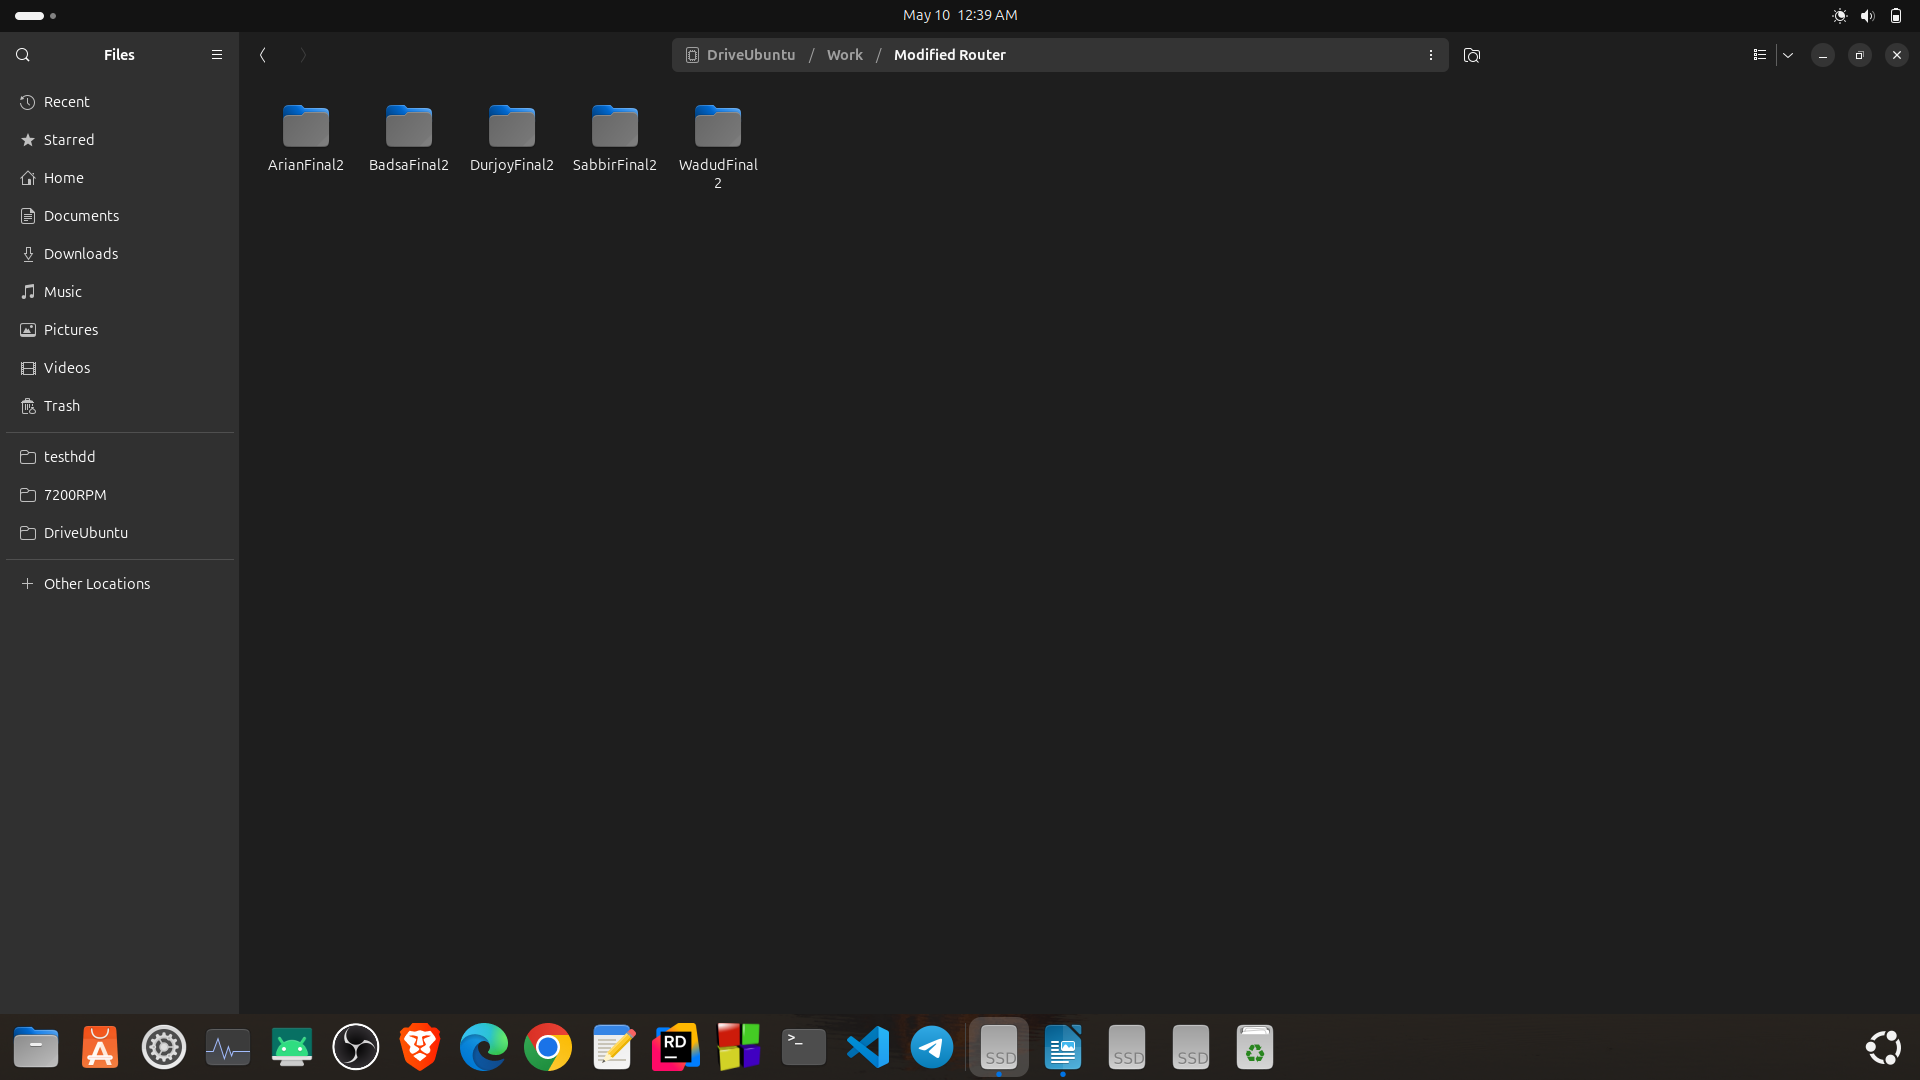 May 10 12:39 AM
Files
DriveUbuntu / Work / Modified Router
Recent
Starred
Home
Documents
Downloads
Music
Pictures
Videos
Trash
testhdd
7200RPM
DriveUbuntu
Other Locations
ArianFinal2
BadsaFinal2
DurjoyFinal2
SabbirFinal2
WadudFinal
2
RD
>_
SSD
SSD
SSD